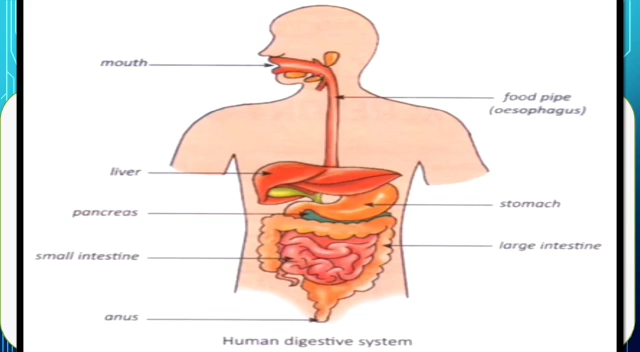 mouth
food pipe
(oesophagus)
liver
stomach
pancreas
large intestine
small intestine
anus
Human digestive system